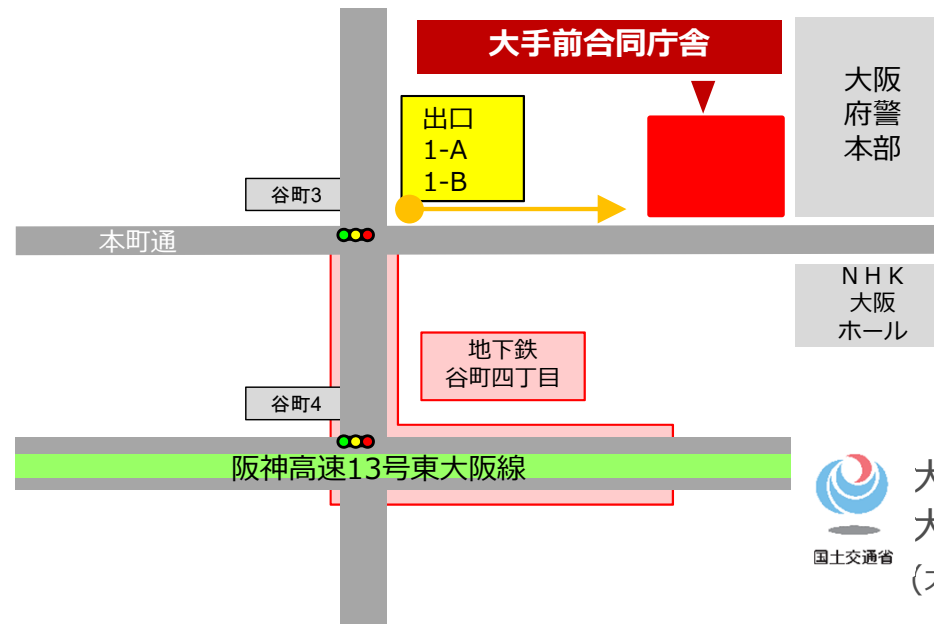 大手前合同庁舎
大阪
府警
本部
出口
1-A
1-B
谷町3
本町通
NHK
大阪
ホール
地下鉄
谷町四丁目
谷町4
阪神高速13号東大阪線
国土交通省
大
大